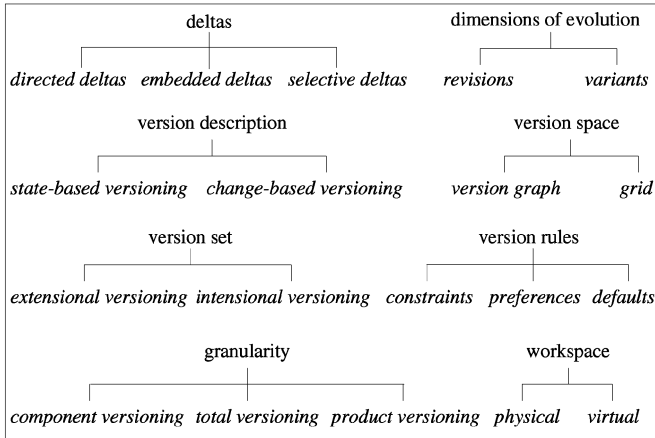 deltas
directed deltas embedded deltas selective deltas
dimensions of evolution
revisions variants
version description
state-based versioning change-based versioning
version space
version graph grid
version set
extensional versioning intensional versioning
version rules
constraints preferences defaults
granularity
component versioning total versioning product versioning
workspace
physical virtual